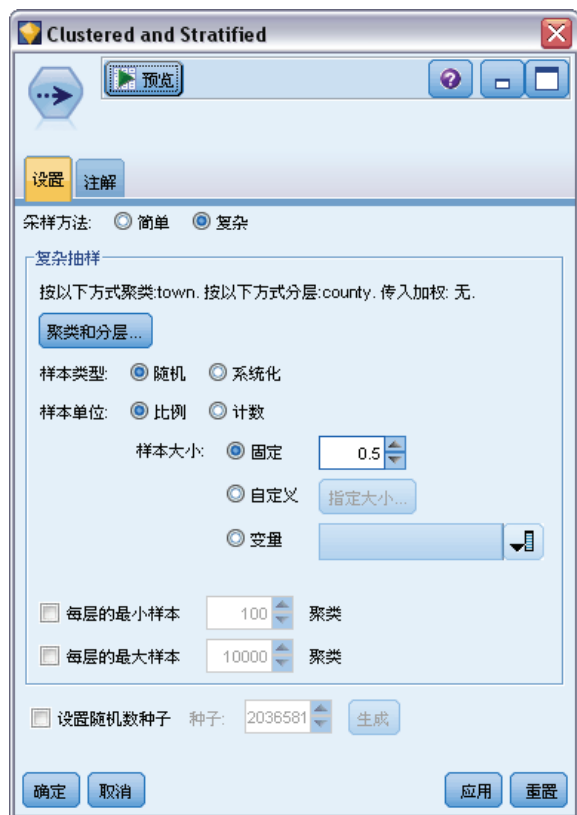 Clustered and Stratified
预览
设置 注解
采样方法: 简单 复杂
复杂抽样
按以下方式聚类:town. 按以下方式分层:county. 传入加权: 无.
聚类和分层...
样本类型: 随机 系统化
样本单位: 比例 计数
样本大小: 固定 0.5
自定义 指定大小...
变量
每层的最小样本 100 聚类
每层的最大样本 10000 聚类
设置随机数种子 种子: 2036581 生成
确定 取消 应用 重置